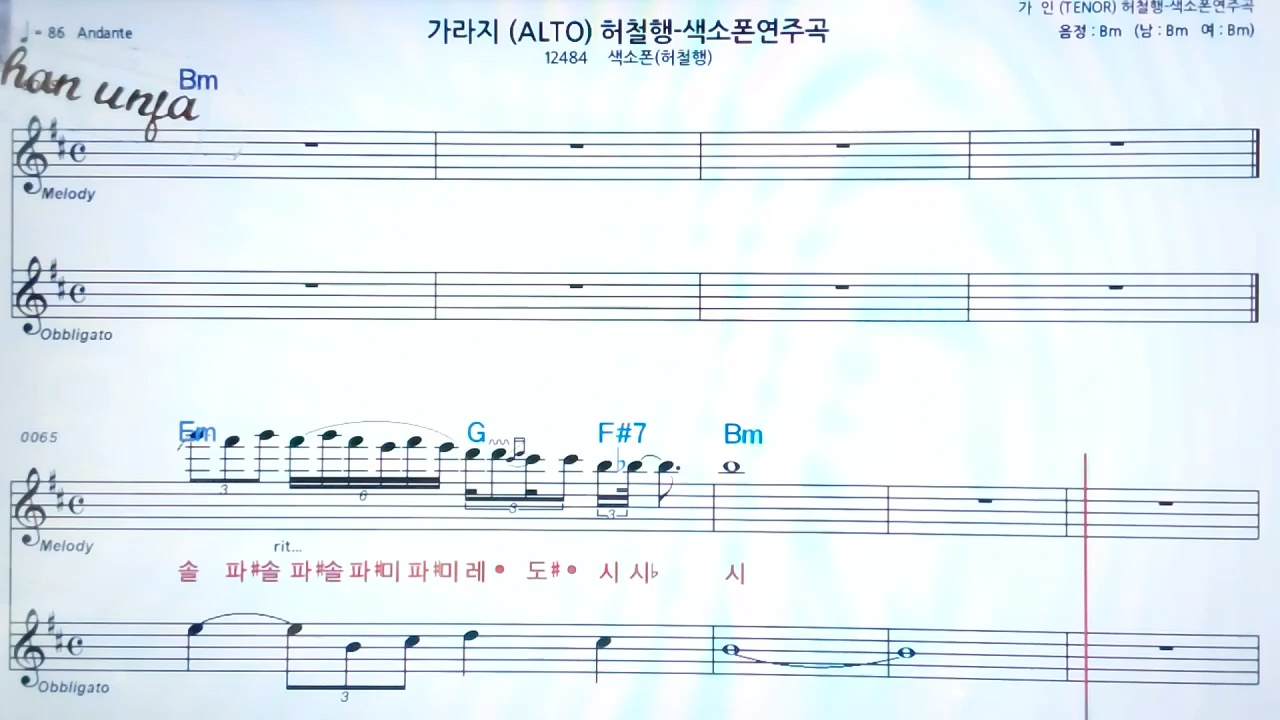 ♩= 86 Andante
가라지 (ALTO) 허철행-색소폰연주곡
가 인 (TENOR) 허철행-색소폰연주곡
12484 색소폰(허철행)
음정 : Bm (남 : Bm 여 : Bm)
han unja
Bm
Melody
Obbligato
0065
Em G F#7 Bm
3 6 3 3
Melody
rit...
솔 파#솔 파#솔 파#미 파#미 레 • 도# • 시 시♭ 시
Obbligato
3